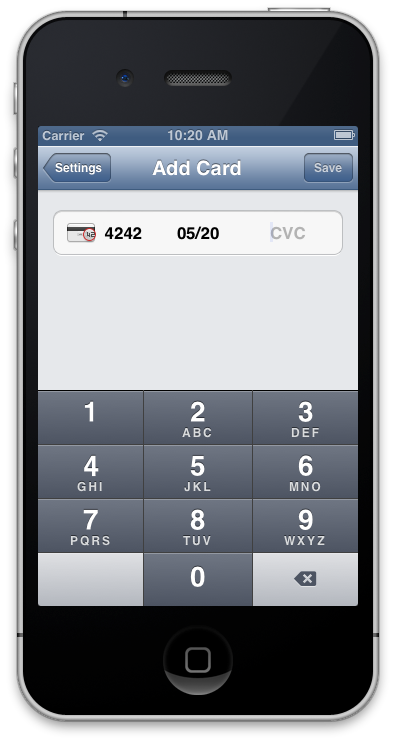 Carrier 10:20 AM
Settings Add Card Save
4242 05/20 CVC
1 2 3
ABC DEF
4 5 6
GHI JKL MNO
7 8 9
PQRS TUV WXYZ
0